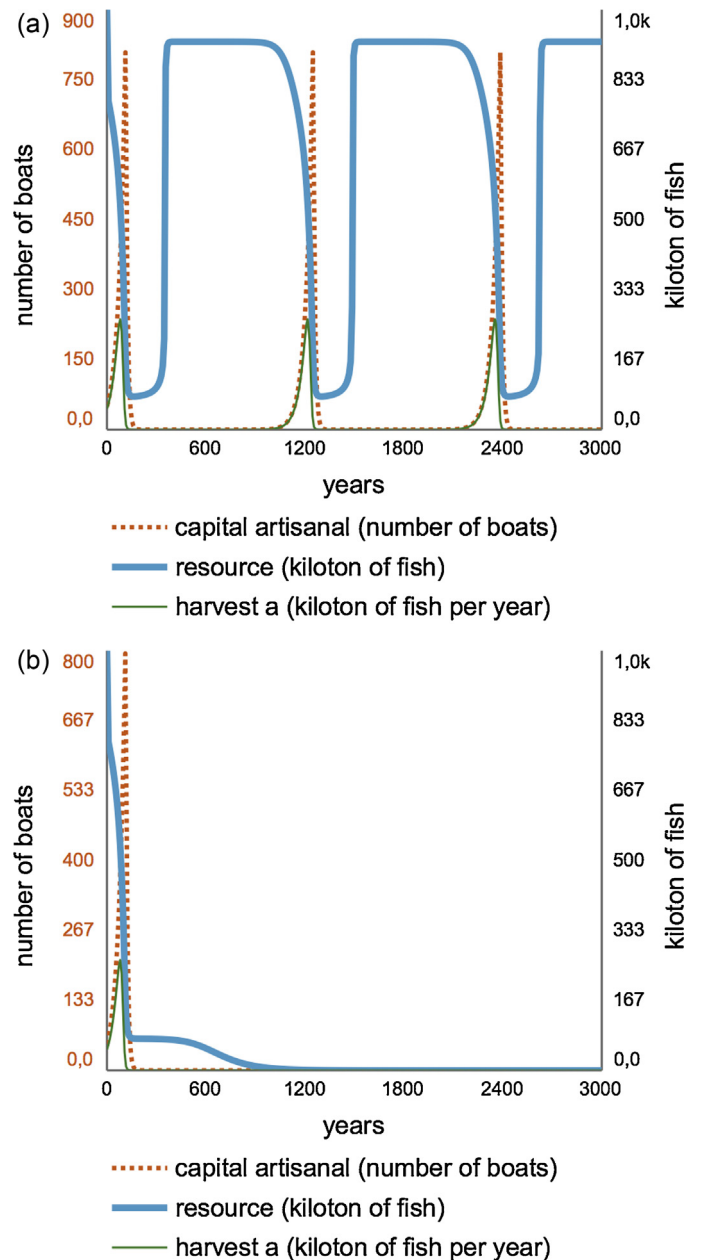 (a)
900
750
600
450
300
150
0,0
number of boats
1,0k
833
667
500
333
167
0,0
kiloton of fish
0 600 1200 1800 2400 3000
years
capital artisanal (number of boats)
resource (kiloton of fish)
harvest a (kiloton of fish per year)
(b)
800
667
533
400
267
133
0,0
number of boats
1,0k
833
667
500
333
167
0,0
kiloton of fish
0 600 1200 1800 2400 3000
years
capital artisanal (number of boats)
resource (kiloton of fish)
harvest a (kiloton of fish per year)